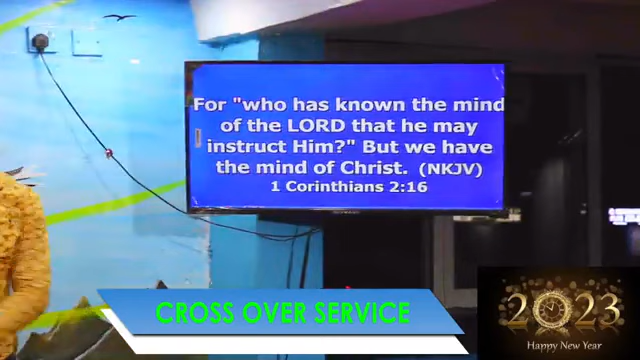 For "who has known the mind
of the LORD that he may
instruct Him?" But we have
the mind of Christ. (NKJV)
1 Corinthians 2:16
CROSS OVER SERVICE
2023
Happy New Year